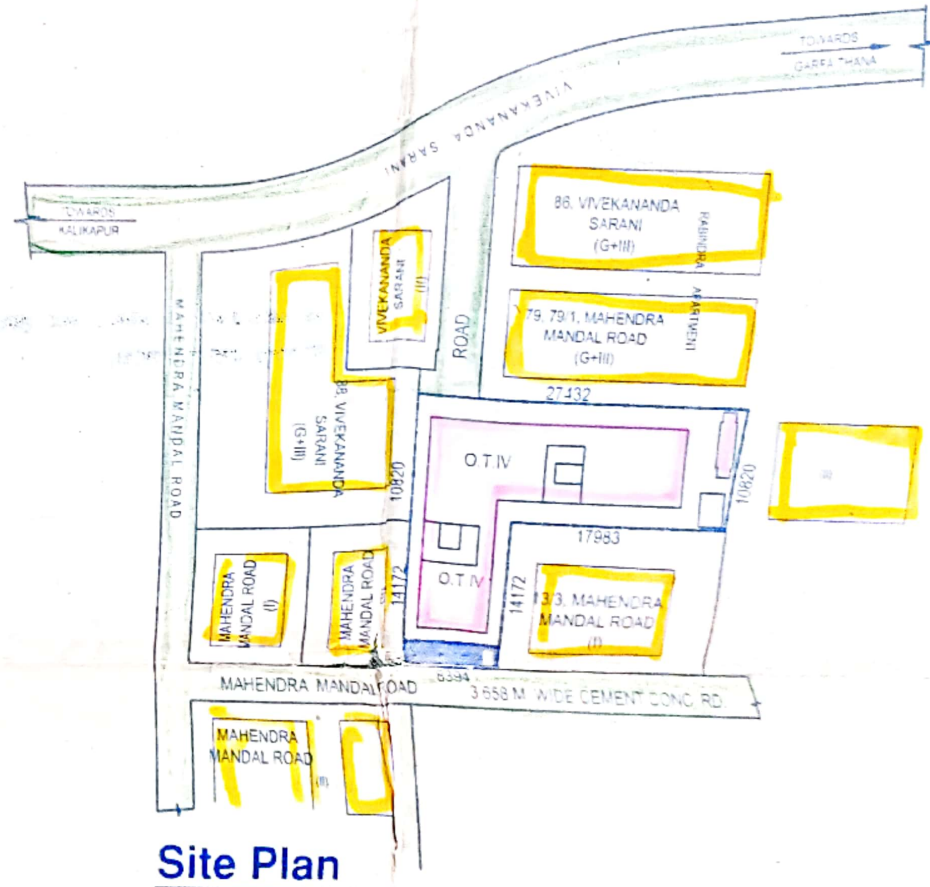 TOWARDS
GARFA THANA
VIVEKANANDA SARANI
TOWARDS
KALIKAPUR
86, VIVEKANANDA
SARANI
(G+III)
RABINDRA APARTMENT
VIVEKANANDA
SARANI
(II)
ROAD
79, 79/1, MAHENDRA
MANDAL ROAD
(G+III)
MAHENDRA MANDAL ROAD
88, VIVEKANANDA
SARANI
(G+III)
27432
O.T.IV
10820
10820
17983
O.T.IV
14172
14172
MAHENDRA
MANDAL ROAD
(I)
MAHENDRA
MANDAL ROAD
13/3, MAHENDRA
MANDAL ROAD
(I)
8394
MAHENDRA MANDAL ROAD
3.658 M. WIDE CEMENT CONC. RD.
MAHENDRA
MANDAL ROAD
(II)
Site Plan